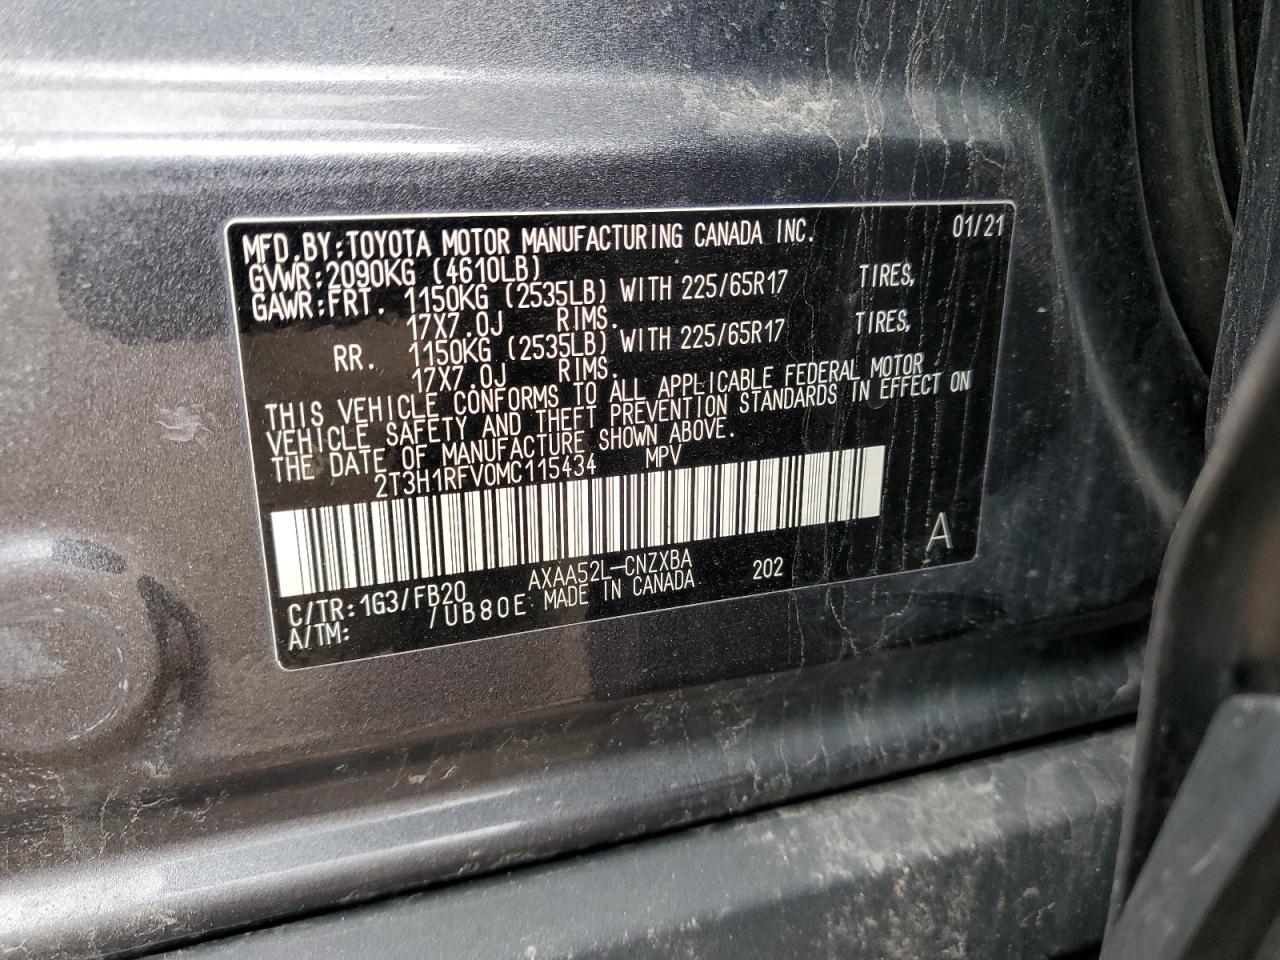 MFD.BY:TOYOTA MOTOR MANUFACTURING CANADA INC. 01/21
GVWR:2090KG (4610LB)
GAWR:FRT. 1150KG (2535LB) WITH 225/65R17 TIRES,
17X7.0J RIMS.
RR. 1150KG (2535LB) WITH 225/65R17 TIRES,
17X7.0J RIMS.
THIS VEHICLE CONFORMS TO ALL APPLICABLE FEDERAL MOTOR
VEHICLE SAFETY AND THEFT PREVENTION STANDARDS IN EFFECT ON
THE DATE OF MANUFACTURE SHOWN ABOVE.
2T3H1RFV0MC115434 MPV
A
C/TR:1G3/FB20 AXAA52L-CNZXBA 202
A/TM: /UB80E MADE IN CANADA